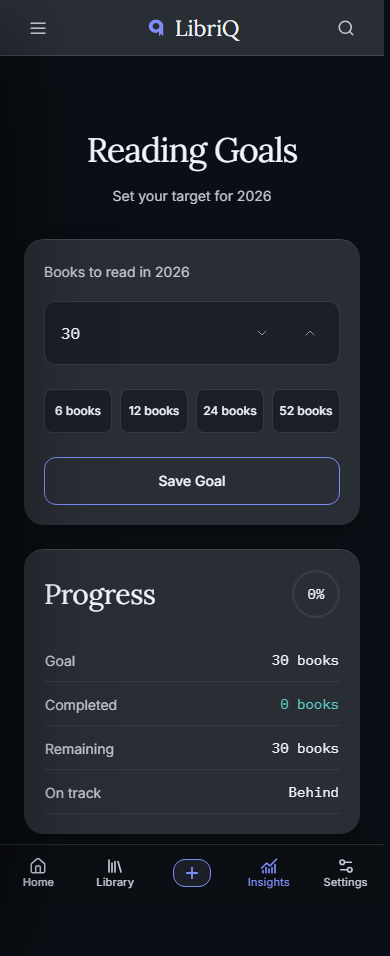 LibriQ
Reading Goals
Set your target for 2026
Books to read in 2026
30
6 books 12 books 24 books 52 books
Save Goal
Progress 0%
Goal 30 books
Completed 0 books
Remaining 30 books
On track Behind
Home Library Insights Settings